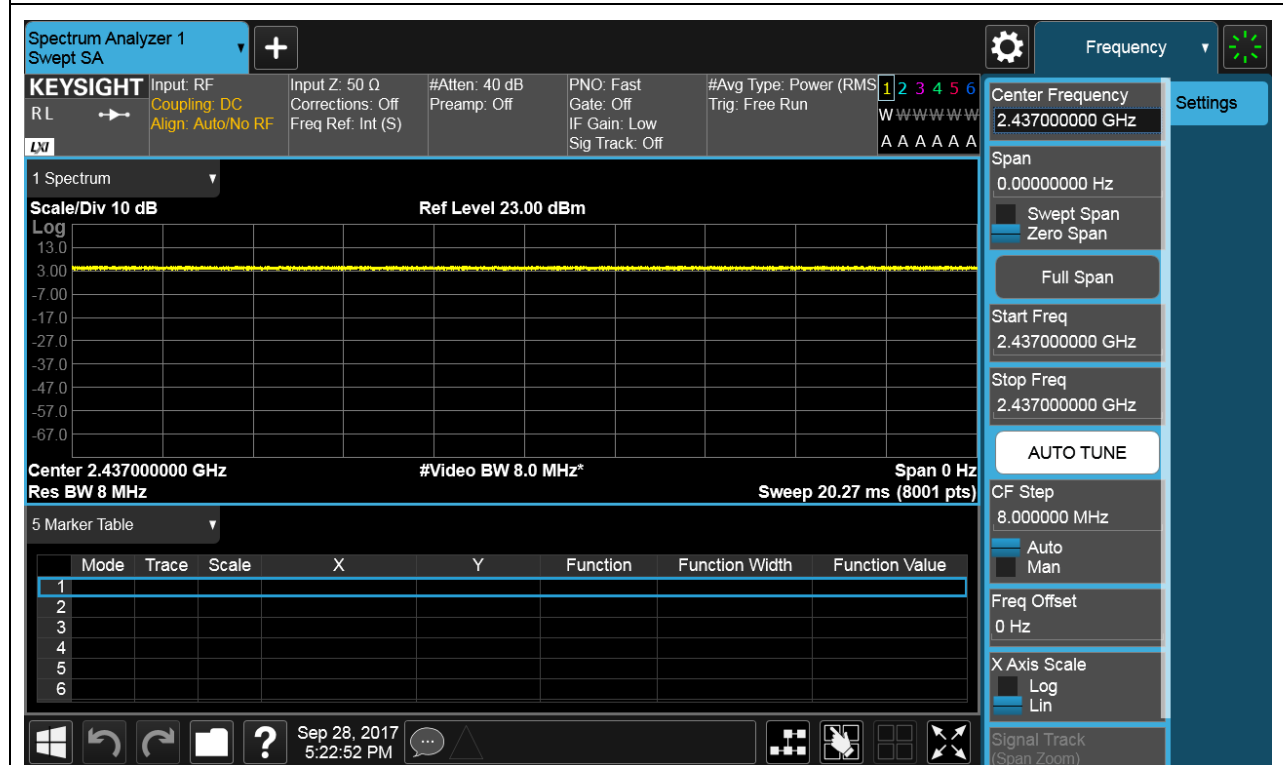 Spectrum Analyzer 1
Swept SA
+
Frequency
KEYSIGHT
RL
LXI
Input: RF
Coupling: DC
Align: Auto/No RF
Input Z: 50 Ω
Corrections: Off
Freq Ref: Int (S)
#Atten: 40 dB
Preamp: Off
PNO: Fast
Gate: Off
IF Gain: Low
Sig Track: Off
#Avg Type: Power (RMS
Trig: Free Run
1 2 3 4 5 6
W W W W W W
A A A A A A
1 Spectrum
Scale/Div 10 dB
Ref Level 23.00 dBm
Log
13.0
3.00
-7.00
-17.0
-27.0
-37.0
-47.0
-57.0
-67.0
Center 2.437000000 GHz
#Video BW 8.0 MHz*
Span 0 Hz
Res BW 8 MHz
Sweep 20.27 ms (8001 pts)
5 Marker Table
Mode Trace Scale X Y Function Function Width Function Value
1
2
3
4
5
6
?
Sep 28, 2017
5:22:52 PM
Center Frequency
2.437000000 GHz
Span
0.00000000 Hz
Swept Span
Zero Span
Full Span
Start Freq
2.437000000 GHz
Stop Freq
2.437000000 GHz
AUTO TUNE
CF Step
8.000000 MHz
Auto
Man
Freq Offset
0 Hz
X Axis Scale
Log
Lin
Signal Track
(Span Zoom)
Settings